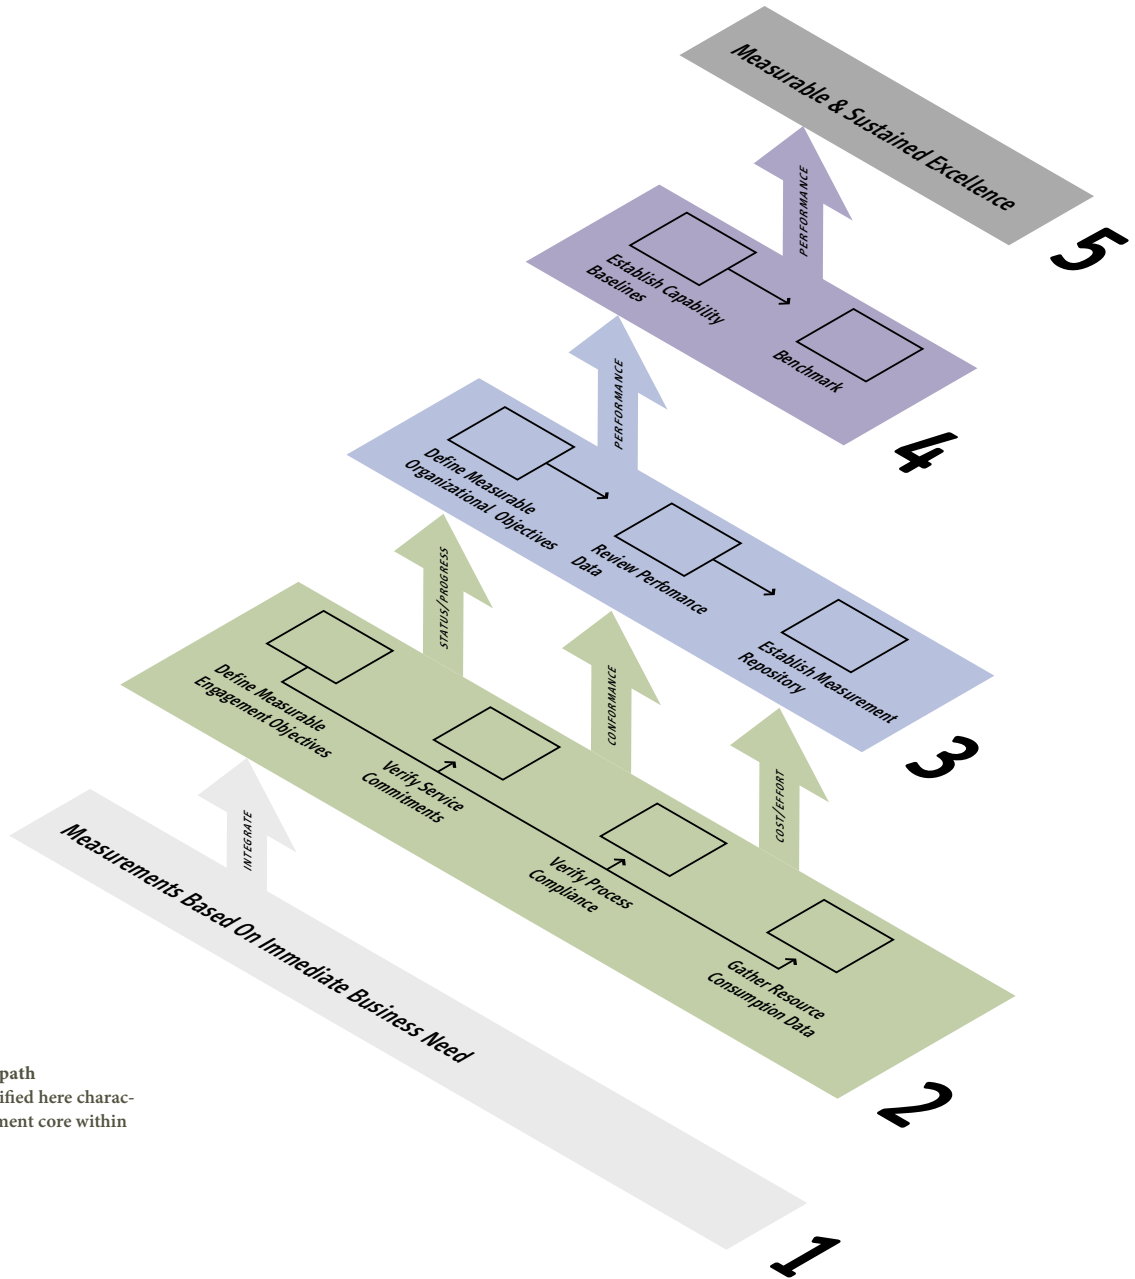 Measurable & Sustained Excellence
5
PERFORMANCE
Establish Capability
Baselines
Benchmark
4
PERFORMANCE
Define Measurable
Organizational Objectives
Review Perfomance
Data
Establish Measurement
Repository
3
STATUS/PROGRESS
CONFORMANCE
COST/EFFORT
Define Measurable
Engagement Objectives
Verify Service
Commitments
Verify Process
Compliance
Gather Resource
Consumption Data
2
INTEGRATE
Measurements Based On Immediate Business Need
1
path
ified here charac-
ment core within